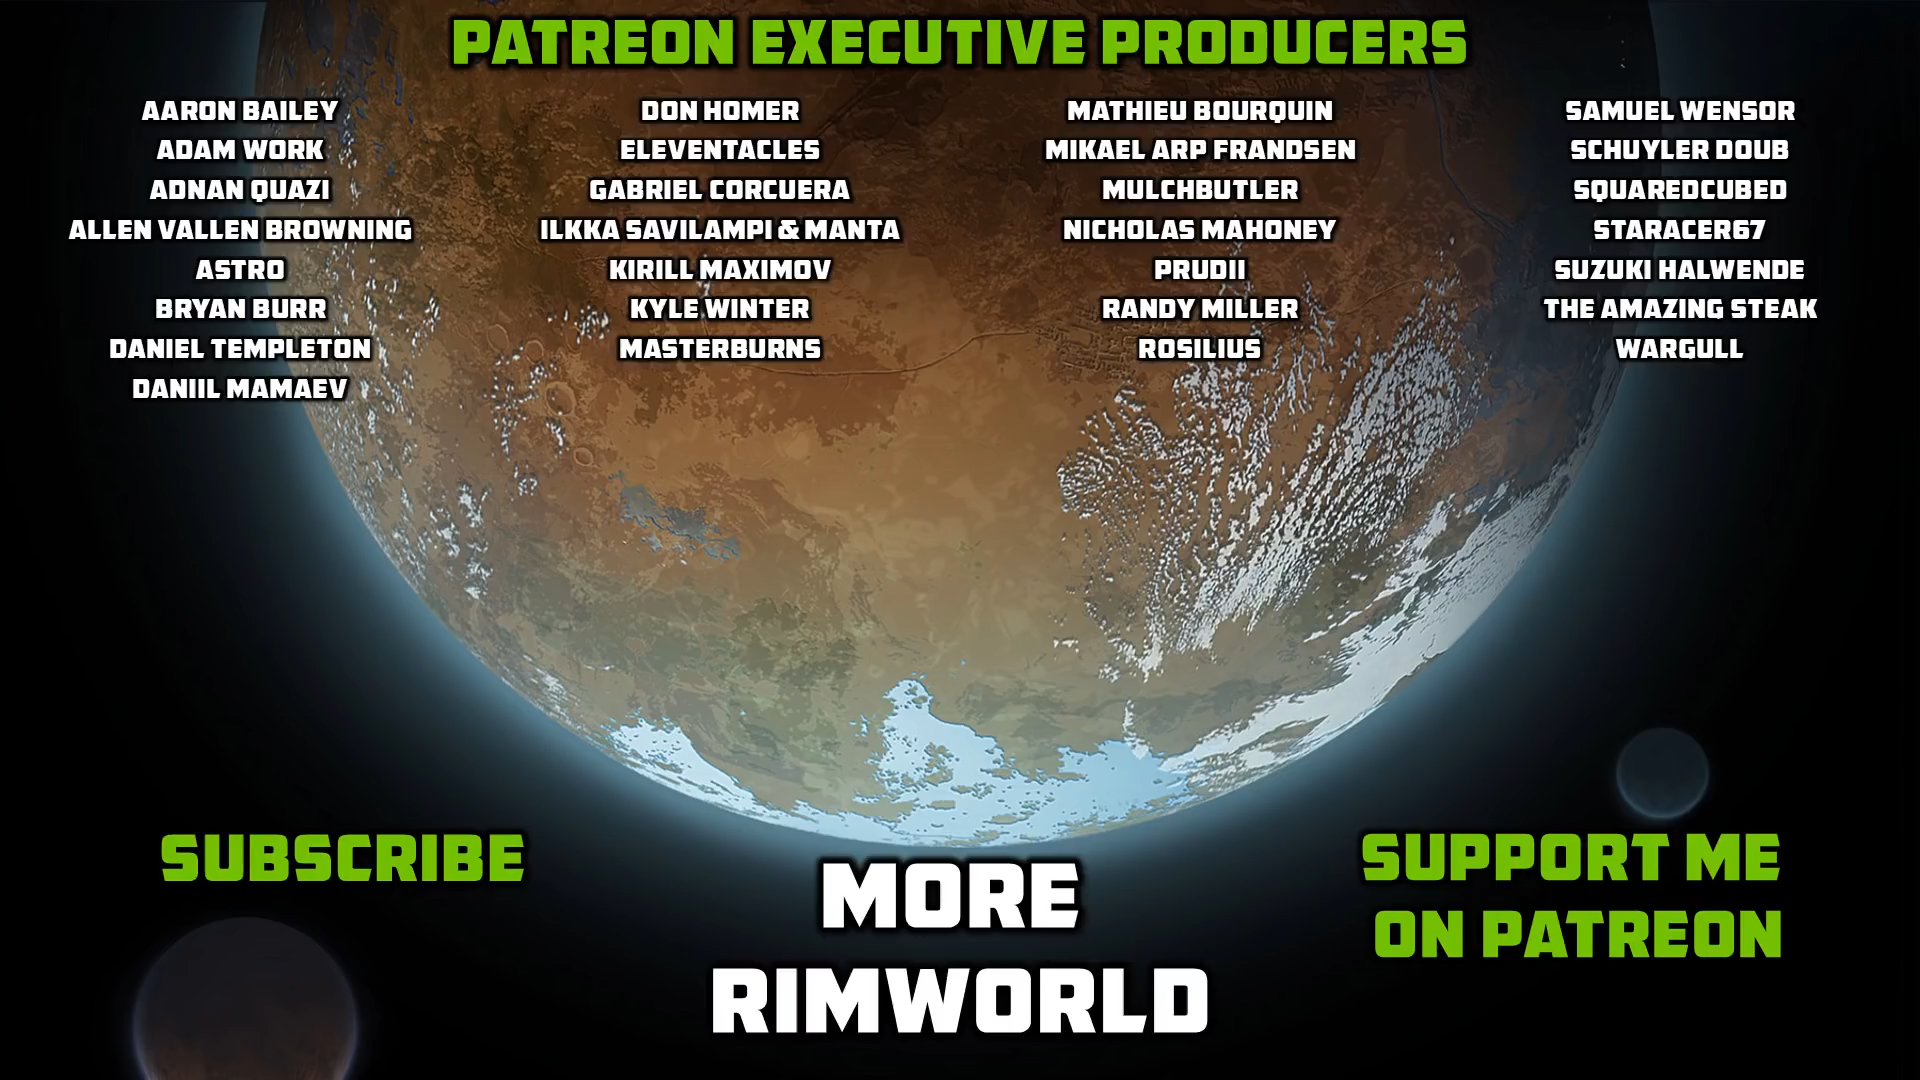 PATREON EXECUTIVE PRODUCERS
AARON BAILEY
ADAM WORK
ADNAN QUAZI
ALLEN VALLEN BROWNING
ASTRO
BRYAN BURR
DANIEL TEMPLETON
DANIIL MAMAEV
DON HOMER
ELEVENTACLES
GABRIEL CORCUERA
ILKKA SAVILAMPI & MANTA
KIRILL MAXIMOV
KYLE WINTER
MASTERBURNS
MATHIEU BOURQUIN
MIKAEL ARP FRANDSEN
MULCHBUTLER
NICHOLAS MAHONEY
PRUDII
RANDY MILLER
ROSILIUS
SAMUEL WENSOR
SCHUYLER DOUB
SQUAREDCUBED
STARACER67
SUZUKI HALWENDE
THE AMAZING STEAK
WARGULL
SUBSCRIBE
MORE
RIMWORLD
SUPPORT ME
ON PATREON